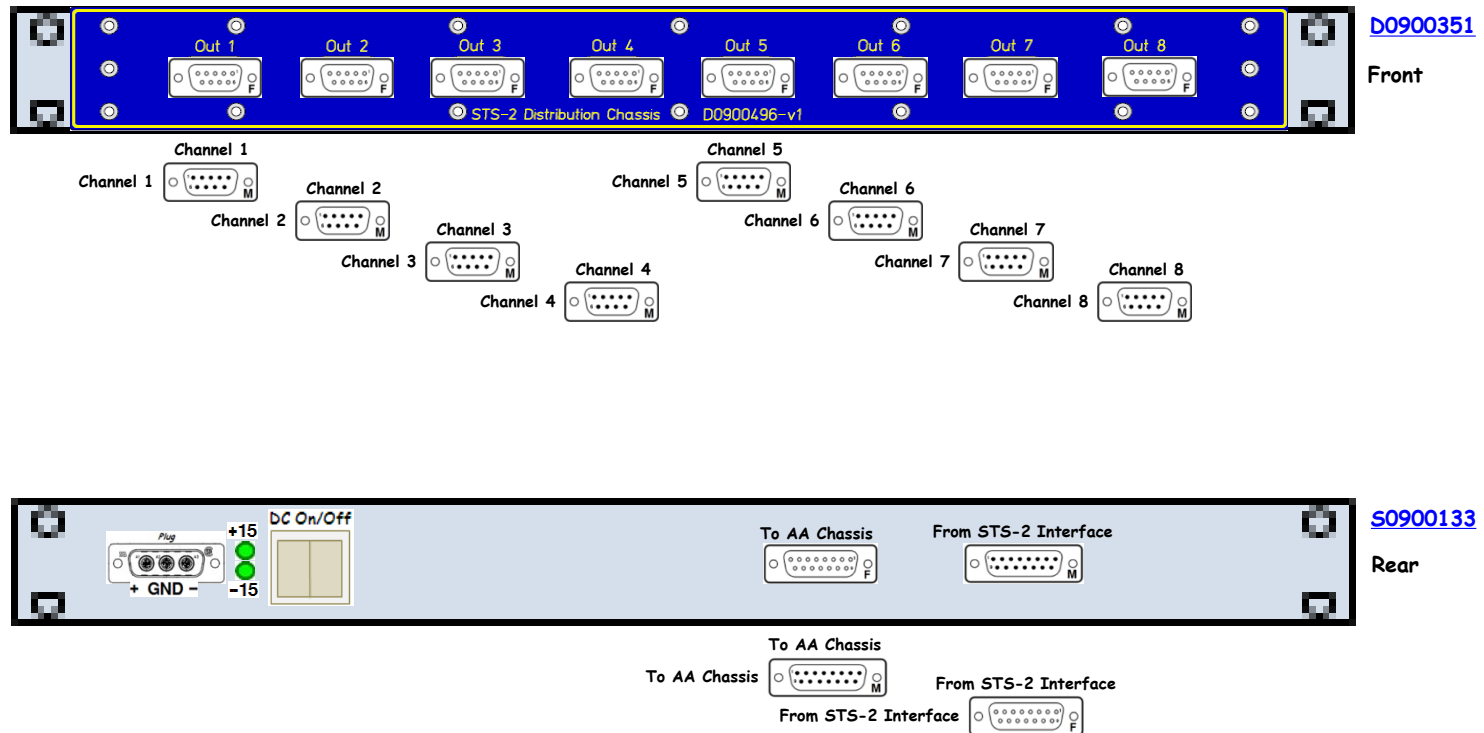 D0900351
Front
Out 1 Out 2 Out 3 Out 4 Out 5 Out 6 Out 7 Out 8
F F F F F F F F
STS-2 Distribution Chassis D0900496-v1
Channel 1
Channel 1
M
Channel 2
Channel 2
M
Channel 3
Channel 3
M
Channel 4
Channel 4
M
Channel 5
Channel 5
M
Channel 6
Channel 6
M
Channel 7
Channel 7
M
Channel 8
Channel 8
M
S0900133
Rear
Plug
+ GND -
+15
-15
DC On/Off
To AA Chassis
F
From STS-2 Interface
M
To AA Chassis
To AA Chassis
M
From STS-2 Interface
From STS-2 Interface
F